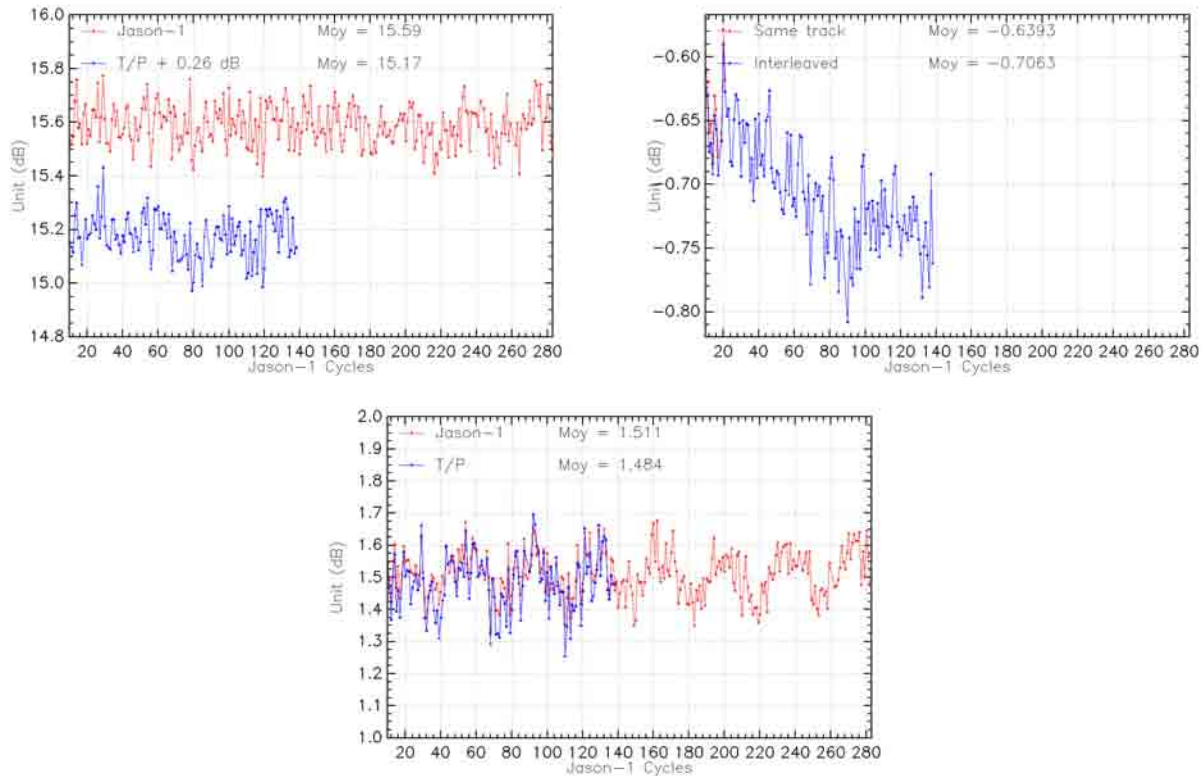 Jason-1 Moy = 15.59
T/P + 0.26 dB Moy = 15.17
16.0
15.8
15.6
15.4
15.2
15.0
14.8
Unit (dB)
20 40 60 80 100 120 140 160 180 200 220 240 260 280
Jason-1 Cycles
Same track Moy = -0.6393
Interleaved Moy = -0.7063
-0.60
-0.65
-0.70
-0.75
-0.80
Unit (dB)
20 40 60 80 100 120 140 160 180 200 220 240 260 280
Jason-1 Cycles
Jason-1 Moy = 1.511
T/P Moy = 1.484
2.0
1.9
1.8
1.7
1.6
1.5
1.4
1.3
1.2
1.1
1.0
Unit (dB)
20 40 60 80 100 120 140 160 180 200 220 240 260 280
Jason-1 Cycles